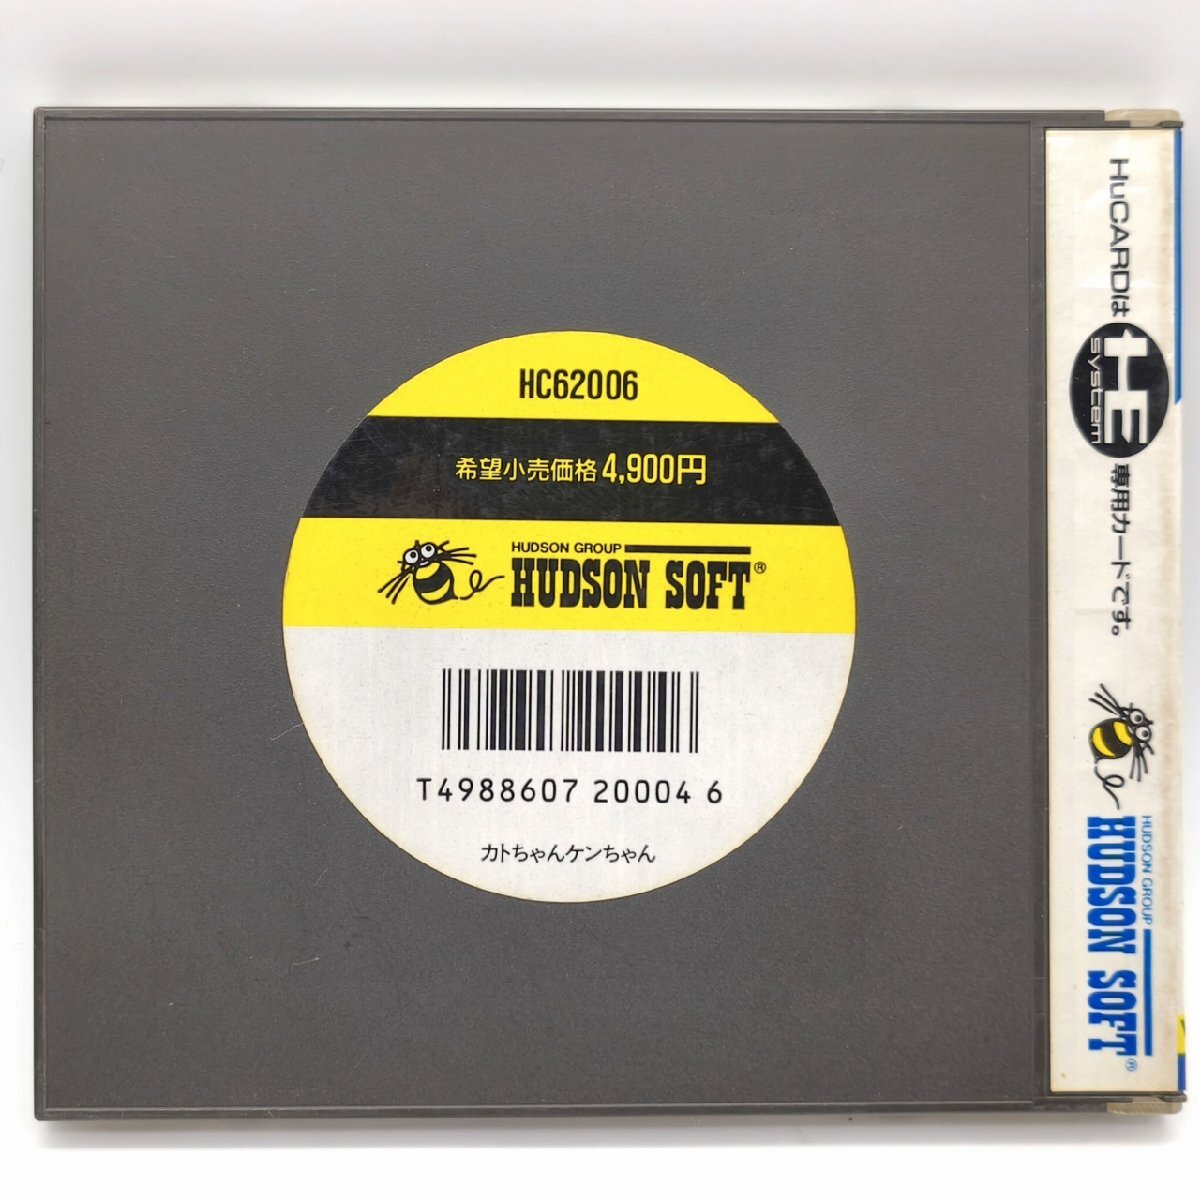 HC62006
希望小売価格4,900円
HUDSON GROUP
HUDSON SOFT®
T4988607 20004 6
カトちゃんケンちゃん
HuCARDは HE system 専用カードです。
HUDSON GROUP
HUDSON SOFT®